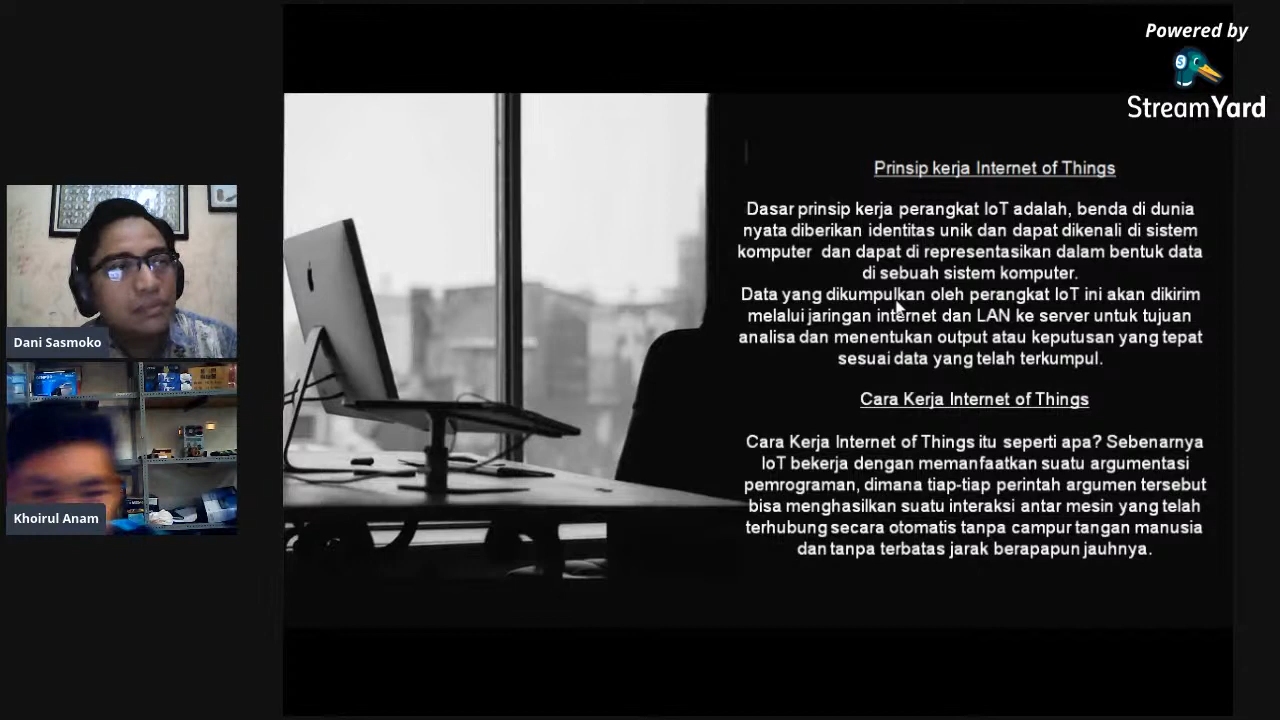 Powered by
StreamYard
Prinsip kerja Internet of Things
Dasar prinsip kerja perangkat IoT adalah, benda di dunia
nyata diberikan identitas unik dan dapat dikenali di sistem
komputer dan dapat di representasikan dalam bentuk data
di sebuah sistem komputer.
Data yang dikumpulkan oleh perangkat IoT ini akan dikirim
melalui jaringan internet dan LAN ke server untuk tujuan
analisa dan menentukan output atau keputusan yang tepat
sesuai data yang telah terkumpul.
Cara Kerja Internet of Things
Cara Kerja Internet of Things itu seperti apa? Sebenarnya
IoT bekerja dengan memanfaatkan suatu argumentasi
pemrograman, dimana tiap-tiap perintah argumen tersebut
bisa menghasilkan suatu interaksi antar mesin yang telah
terhubung secara otomatis tanpa campur tangan manusia
dan tanpa terbatas jarak berapapun jauhnya.
Dani Sasmoko
Khoirul Anam